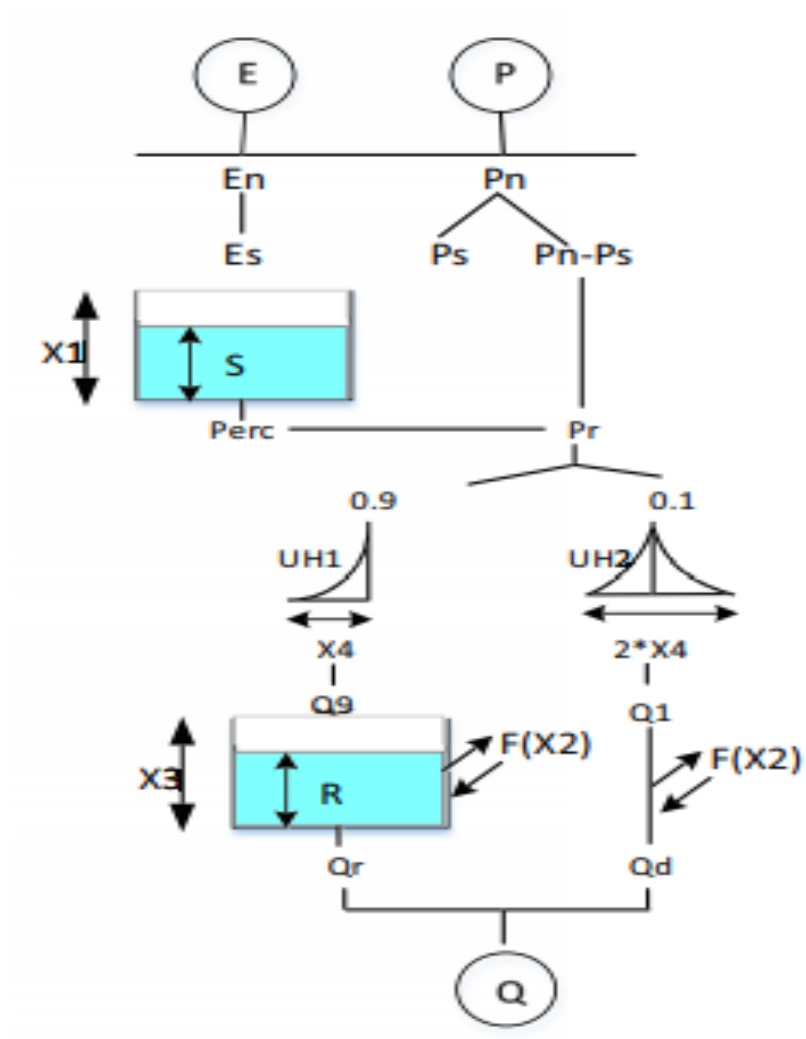 E P
En Pn
Es Ps Pn-Ps
X1 S
Perc Pr
0.9 0.1
UH1 UH2
X4 2*X4
Q9 Q1
F(X2) F(X2)
X3 R
Qr Qd
Q